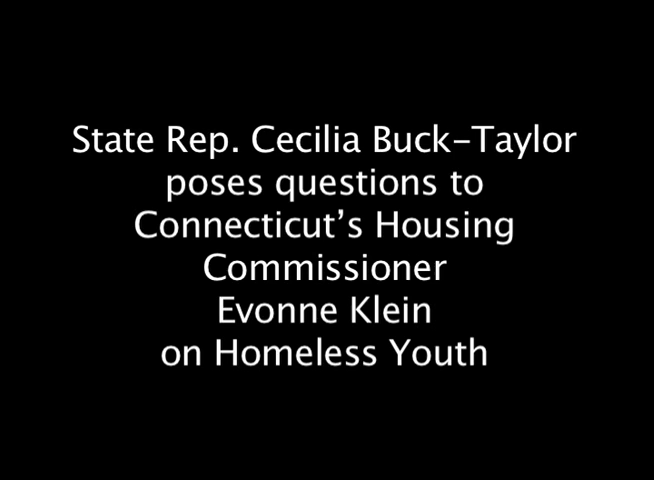 State Rep. Cecilia Buck-Taylor
poses questions to
Connecticut’s Housing
Commissioner
Evonne Klein
on Homeless Youth